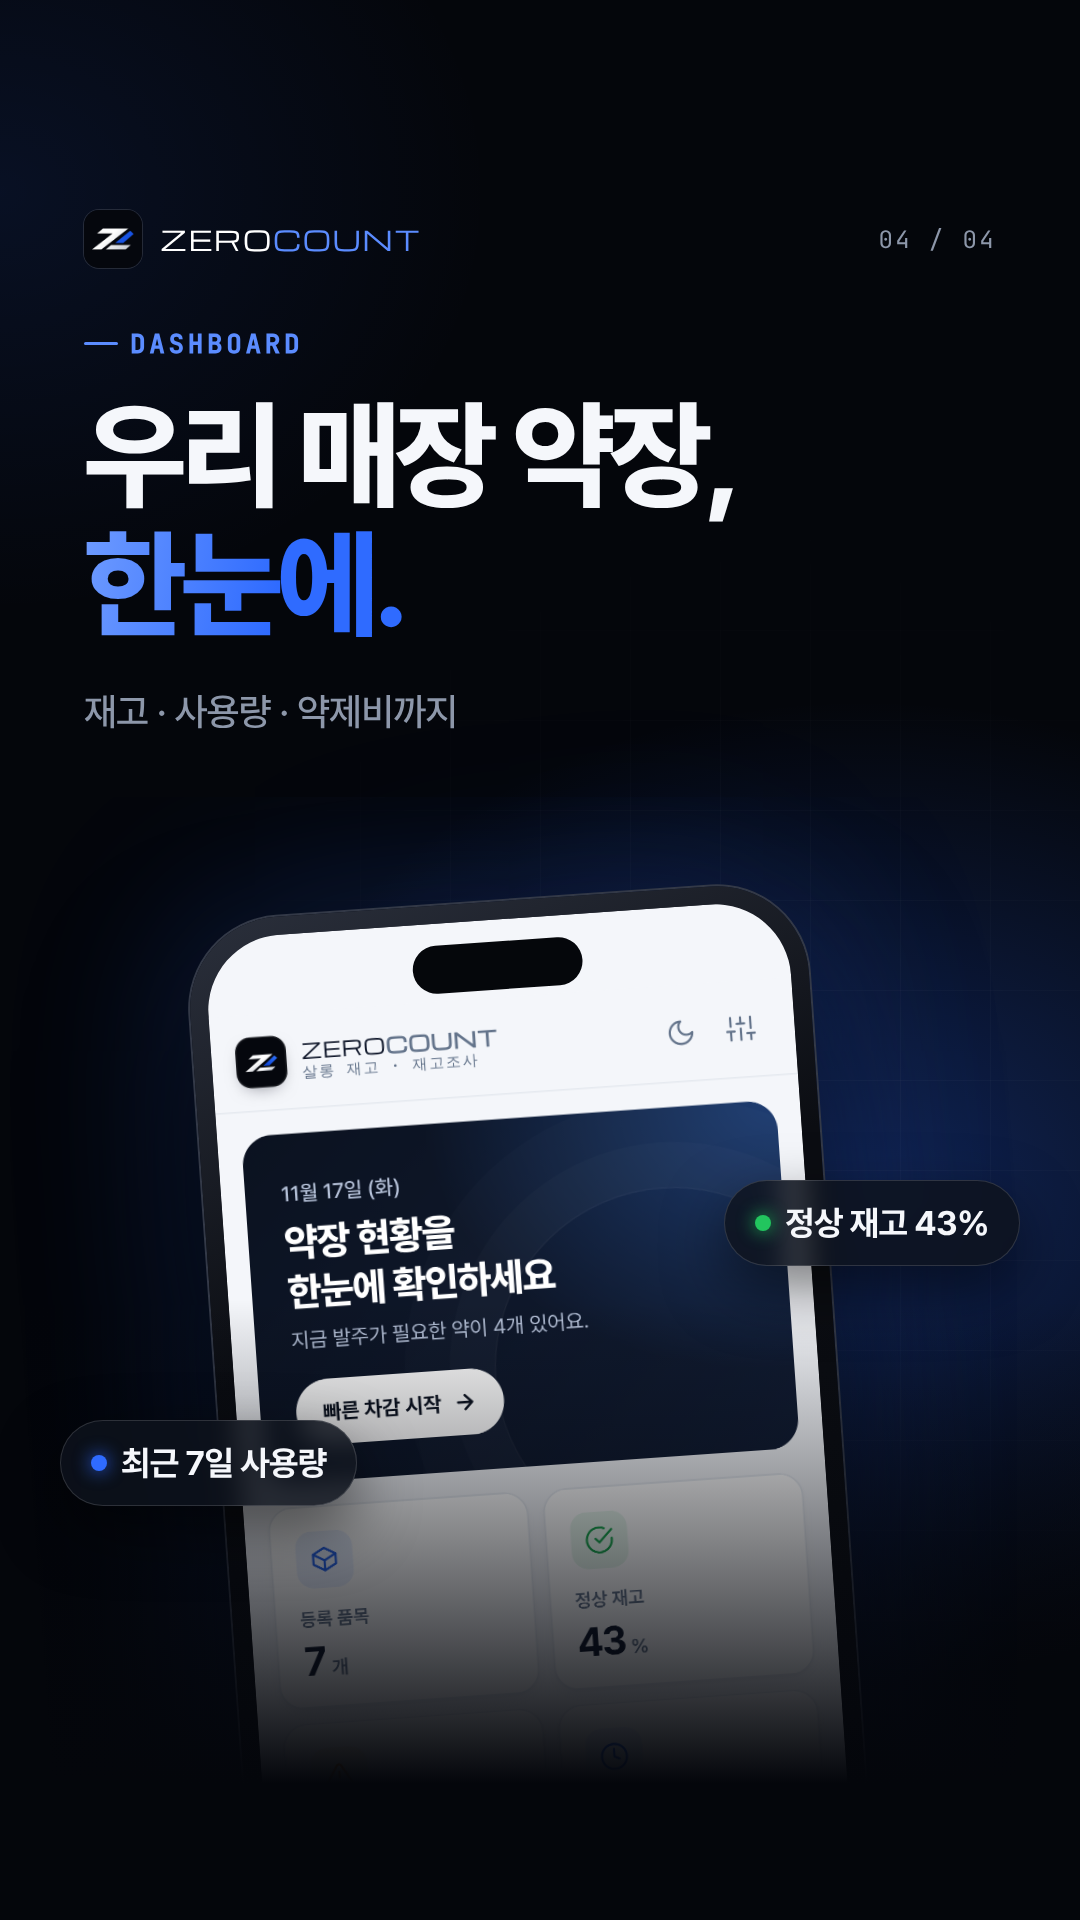 ZEROCOUNT
04 / 04
DASHBOARD
우리 매장 약장,
한눈에.
재고 · 사용량 · 약제비까지
ZEROCOUNT
살롱 재고 · 재고조사
11월 17일 (화)
약장 현황을
한눈에 확인하세요
지금 발주가 필요한 약이 4개 있어요.
빠른 차감 시작
정상 재고 43%
최근 7일 사용량
등록 품목
7 개
정상 재고
43 %